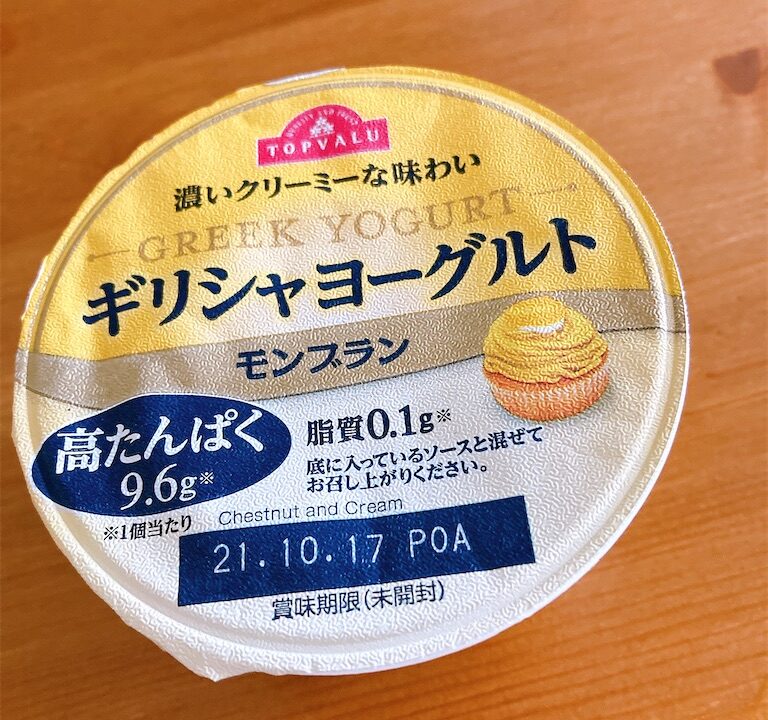 TOPVALU
濃いクリーミーな味わい
GREEK YOGURT
ギリシャヨーグルト
モンブラン
高たんぱく
9.6g※
※1個当たり
脂質0.1g※
底に入っているソースと混ぜて
お召し上がりください。
Chestnut and Cream
21.10.17 POA
賞味期限(未開封)